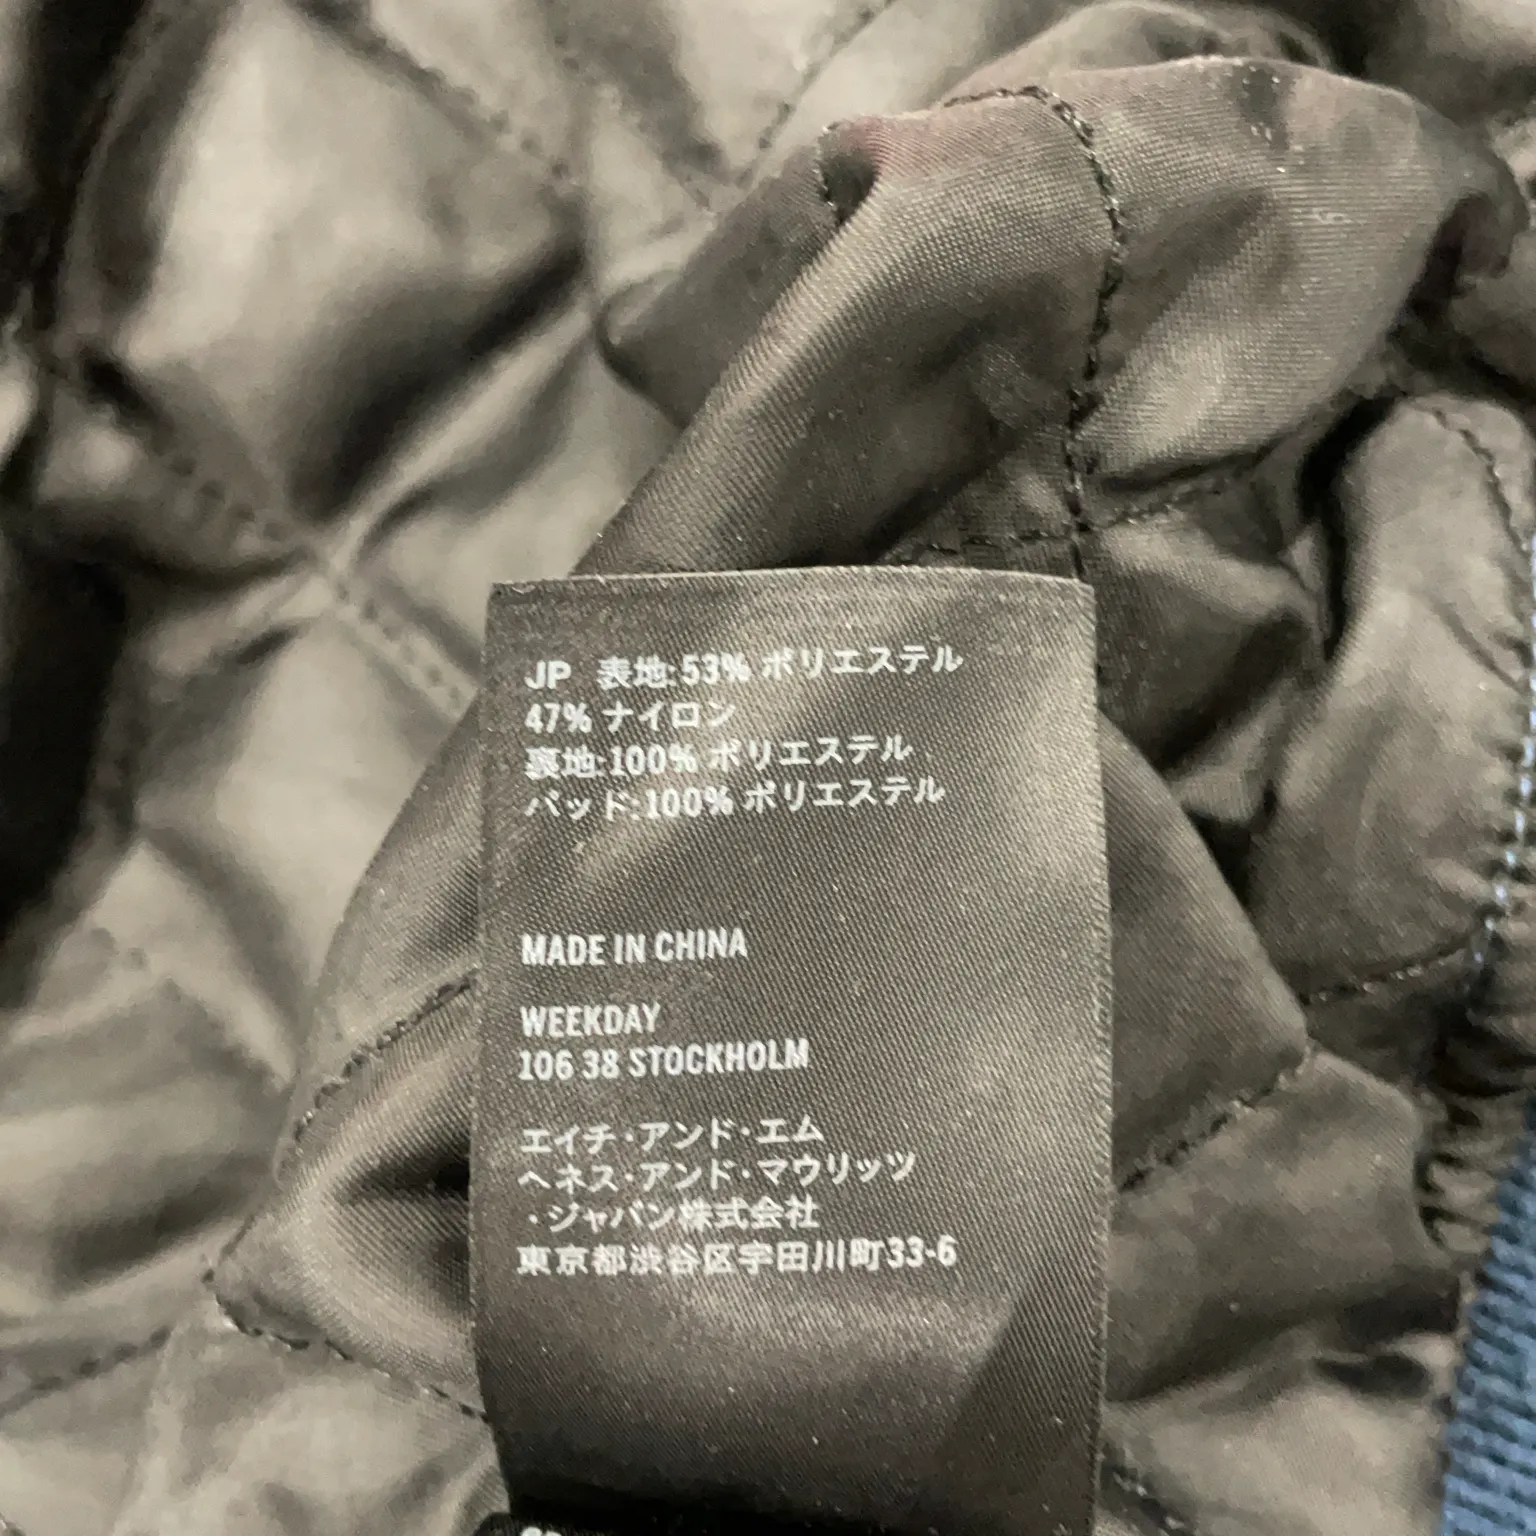 JP 表地:53% ポリエステル
47% ナイロン
裏地:100% ポリエステル
パッド:100% ポリエステル
MADE IN CHINA
WEEKDAY
106 38 STOCKHOLM
エイチ・アンド・エム
ヘネス・アンド・マウリッツ
・ジャパン株式会社
東京都渋谷区宇田川町33-6